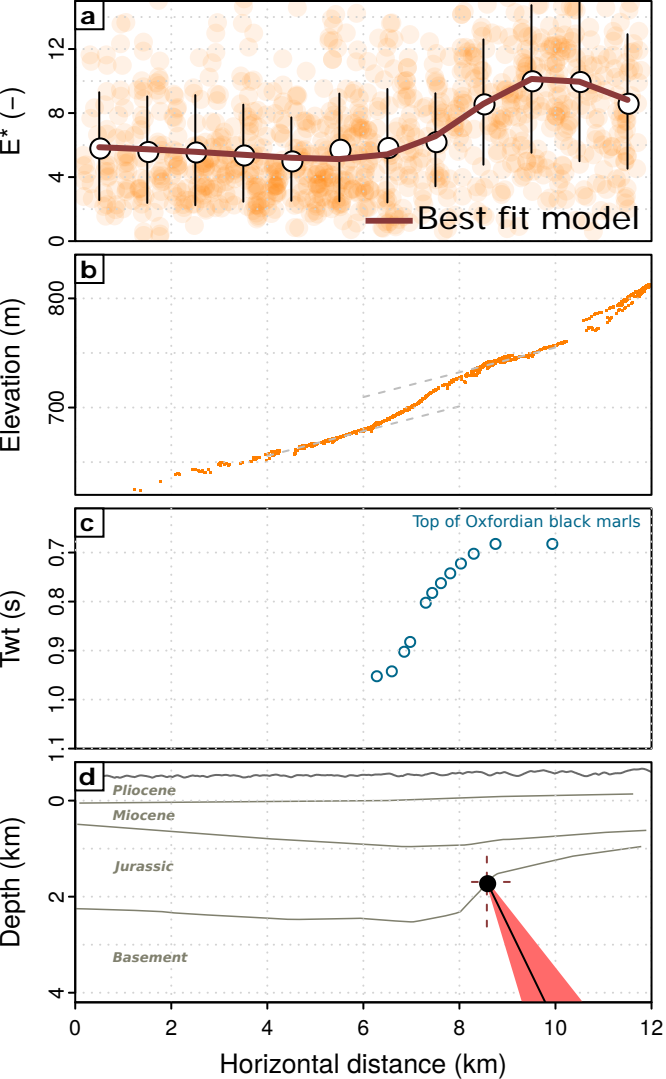 a
12
8
4
0
E* (−)
Best fit model
b
800
700
Elevation (m)
c
Top of Oxfordian black marls
0.7
0.8
0.9
1.0
1.1
Twt (s)
d
Pliocene
Miocene
Jurassic
Basement
0
2
4
Depth (km)
0 2 4 6 8 10 12
Horizontal distance (km)